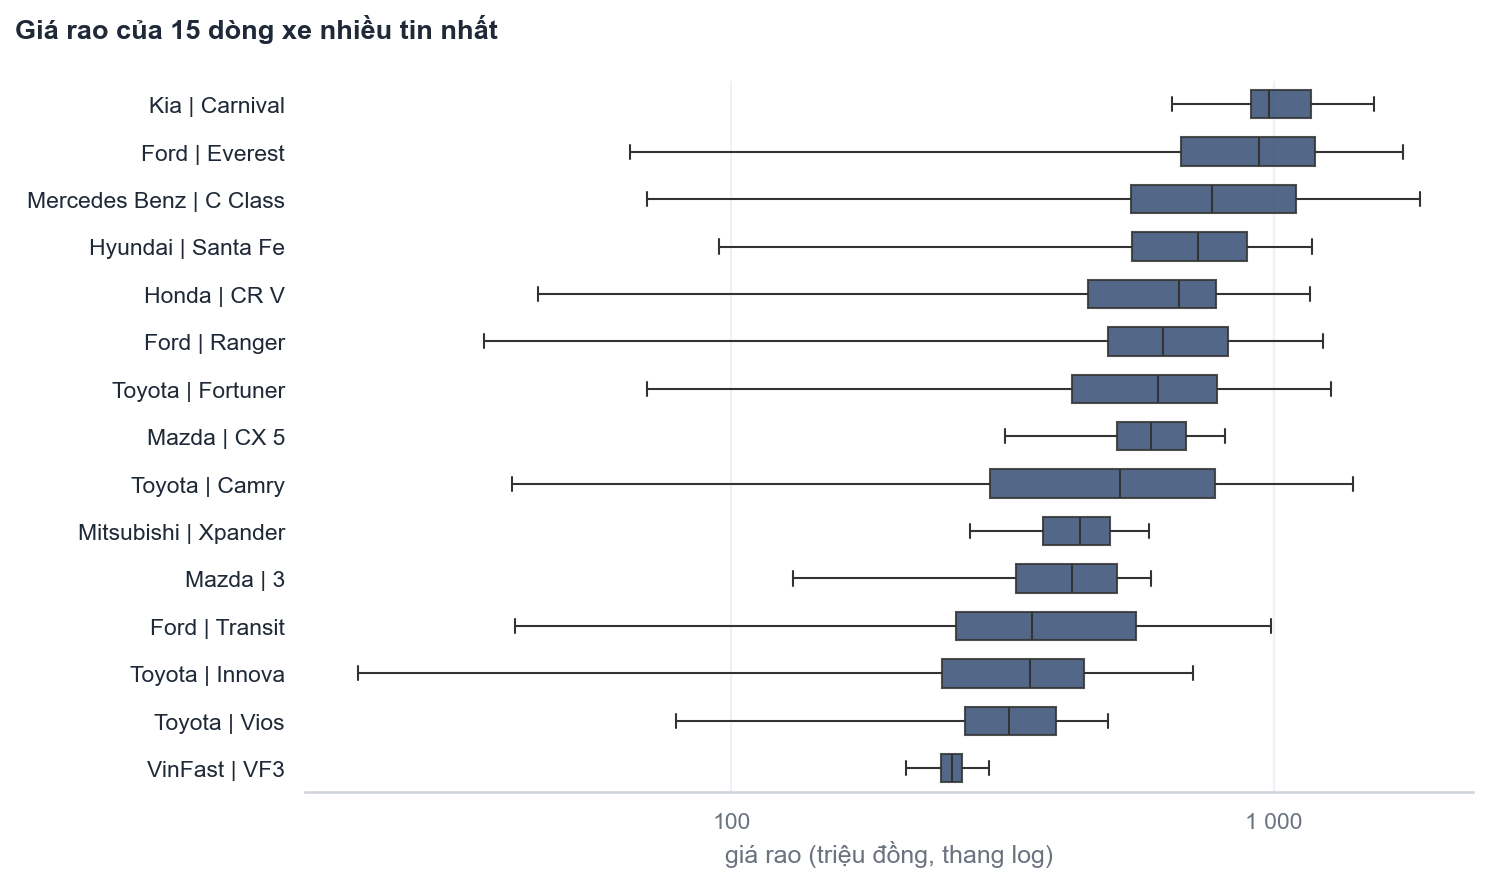 Giá rao của 15 dòng xe nhiều tin nhất
Kia | Carnival
Ford | Everest
Mercedes Benz | C Class
Hyundai | Santa Fe
Honda | CR V
Ford | Ranger
Toyota | Fortuner
Mazda | CX 5
Toyota | Camry
Mitsubishi | Xpander
Mazda | 3
Ford | Transit
Toyota | Innova
Toyota | Vios
VinFast | VF3
100
1 000
giá rao (triệu đồng, thang log)